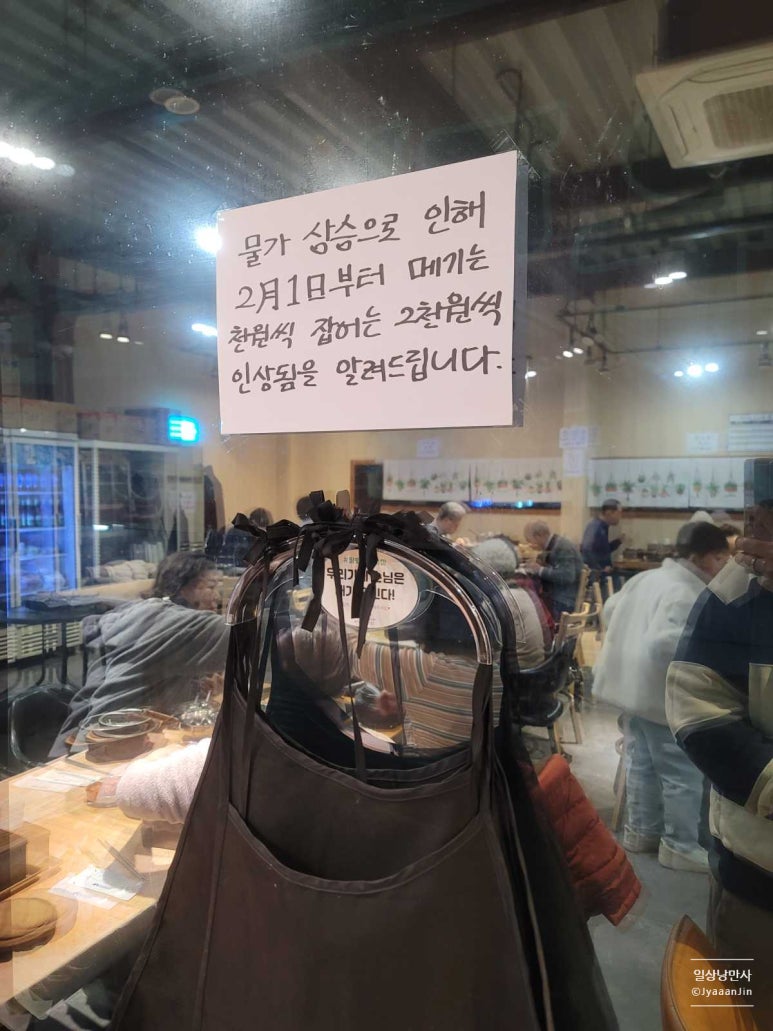 물가 상승으로 인해
2月1日부터 메기는
천원씩 잡어는 2천원씩
인상됨을 알려드립니다.
일상낭만사
©JyaaanJin